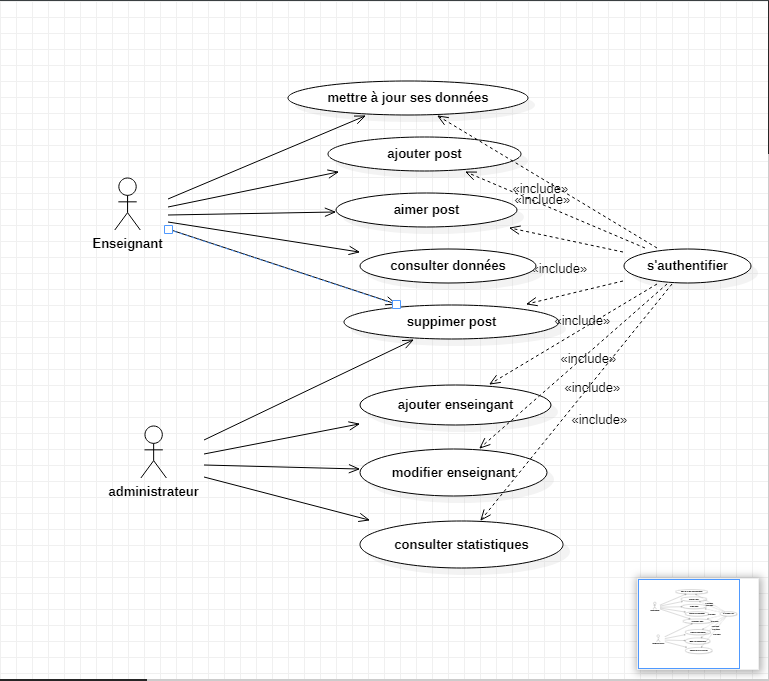 mettre à jour ses données
ajouter post
«include»
«include»
aimer post
Enseignant
consulter données
«include»
s'authentifier
suppimer post
«include»
«include»
«include»
ajouter enseingant
«include»
modifier enseignant
administrateur
consulter statistiques